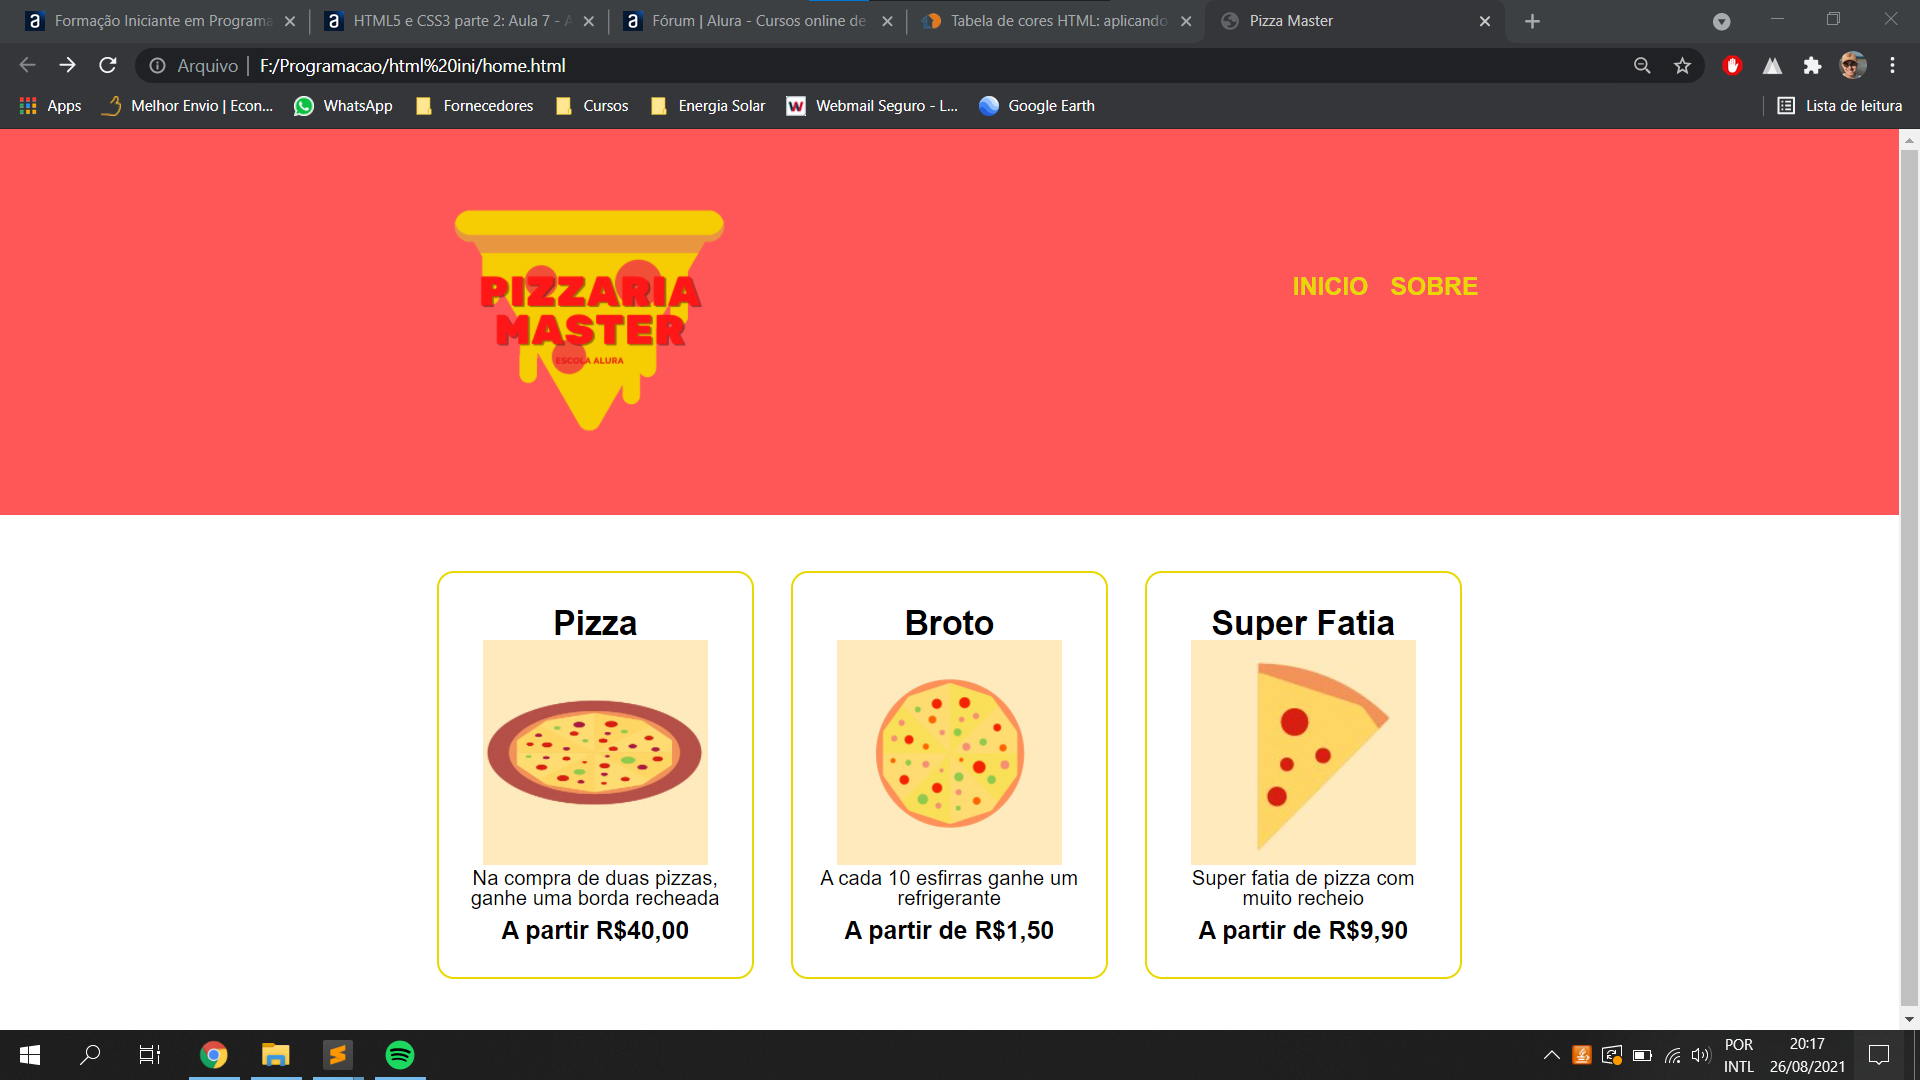 Formação Iniciante em Programa
HTML5 e CSS3 parte 2: Aula 7 - A
Fórum | Alura - Cursos online de
Tabela de cores HTML: aplicando
Pizza Master
Arquivo | F:/Programacao/html%20ini/home.html
Apps
Melhor Envio | Econ...
WhatsApp
Fornecedores
Cursos
Energia Solar
Webmail Seguro - L...
Google Earth
Lista de leitura
PIZZARIA
MASTER
ESCOLA ALURA
INICIO SOBRE
Pizza
Na compra de duas pizzas,
ganhe uma borda recheada
A partir R$40,00
Broto
A cada 10 esfirras ganhe um
refrigerante
A partir de R$1,50
Super Fatia
Super fatia de pizza com
muito recheio
A partir de R$9,90
POR
INTL
20:17
26/08/2021